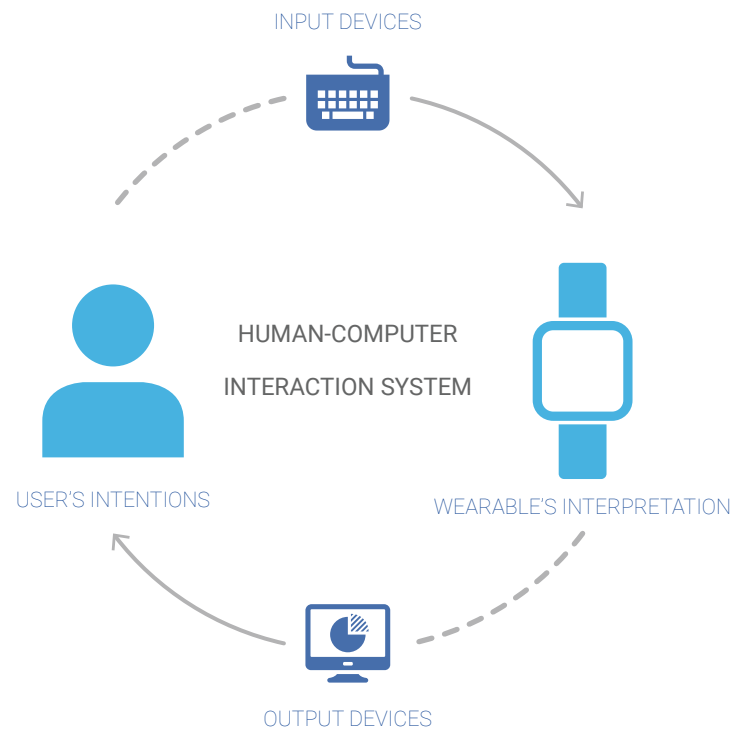 INPUT DEVICES
HUMAN-COMPUTER
INTERACTION SYSTEM
USER'S INTENTIONS
WEARABLE'S INTERPRETATION
OUTPUT DEVICES